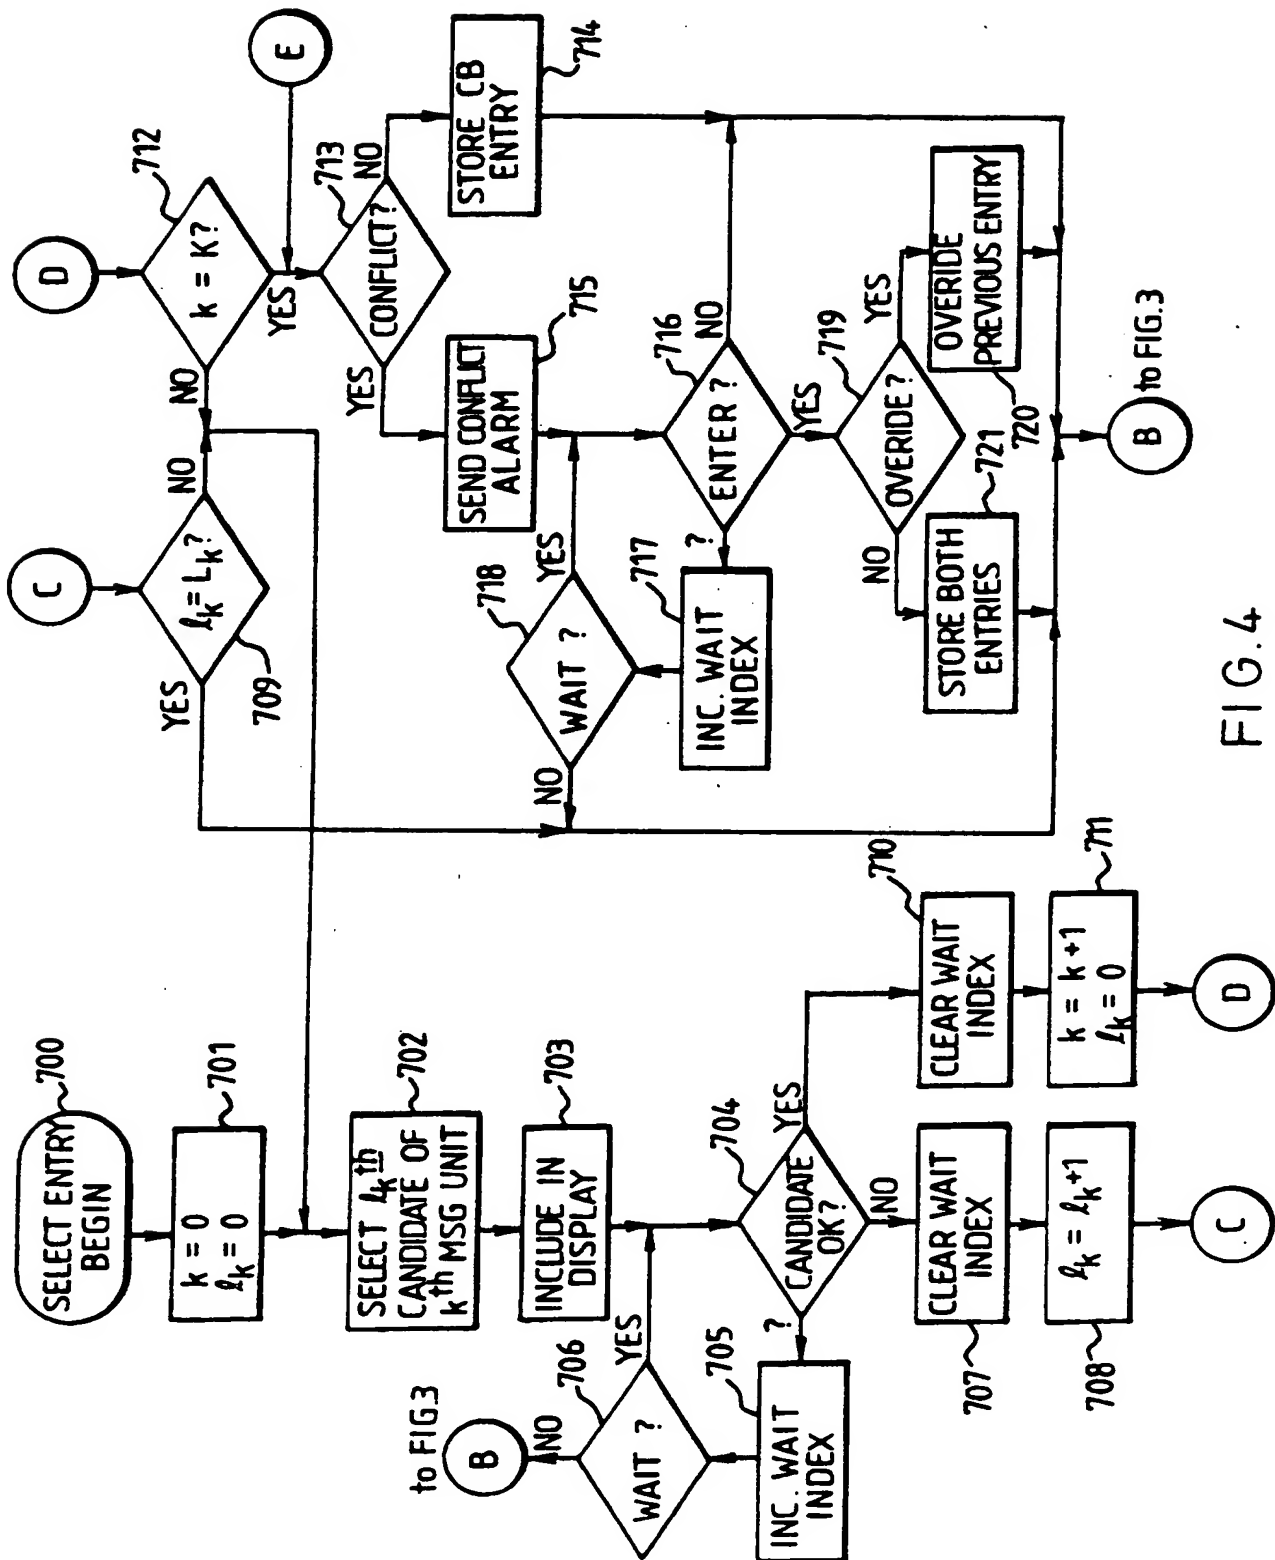 SELECT ENTRY
BEGIN
700
k = 0
ℓk = 0
701
SELECT ℓk th
CANDIDATE OF
k th MSG UNIT
702
INCLUDE IN
DISPLAY
703
CANDIDATE
OK?
704
?
NO
YES
INC. WAIT
INDEX
705
WAIT ?
706
YES
NO
B
to FIG.3
CLEAR WAIT
INDEX
707
ℓk = ℓk+1
708
C
CLEAR WAIT
INDEX
710
k = k+1
ℓk = 0
711
D
C
ℓk = Lk?
709
YES
NO
D
k = K?
712
NO
YES
E
CONFLICT?
713
YES
NO
STORE CB
ENTRY
714
SEND CONFLICT
ALARM
715
ENTER ?
716
?
NO
YES
INC. WAIT
INDEX
717
WAIT ?
718
YES
NO
OVERRIDE?
719
NO
YES
STORE BOTH
ENTRIES
721
OVERRIDE
PREVIOUS ENTRY
720
B
to FIG.3
FIG.4